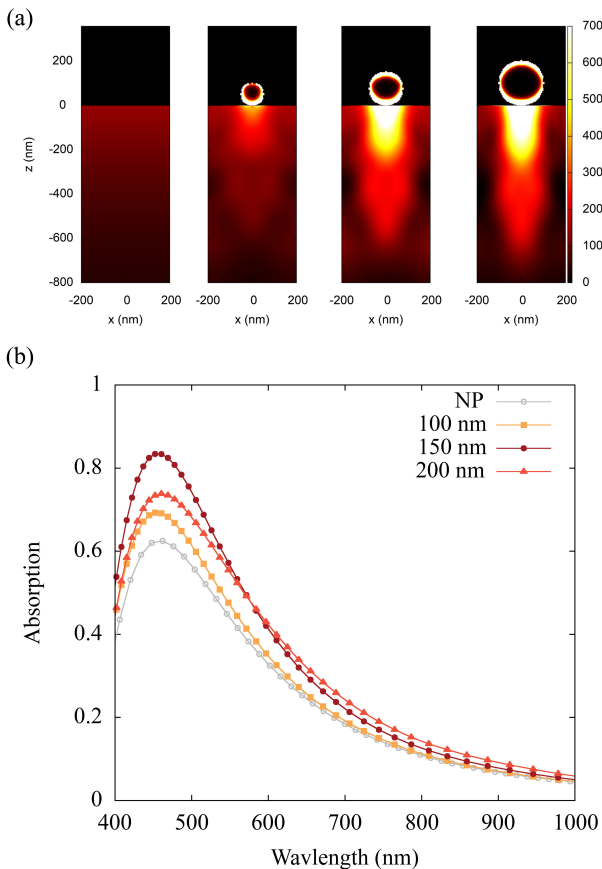 (a)
z (nm)
200
0
-200
-400
-600
-800
-200 0 200
-200 0 200
-200 0 200
-200 0 200
x (nm)
x (nm)
x (nm)
x (nm)
700
600
500
400
300
200
100
0
(b)
Absorption
1
0.8
0.6
0.4
0.2
0
NP
100 nm
150 nm
200 nm
400 500 600 700 800 900 1000
Wavlength (nm)